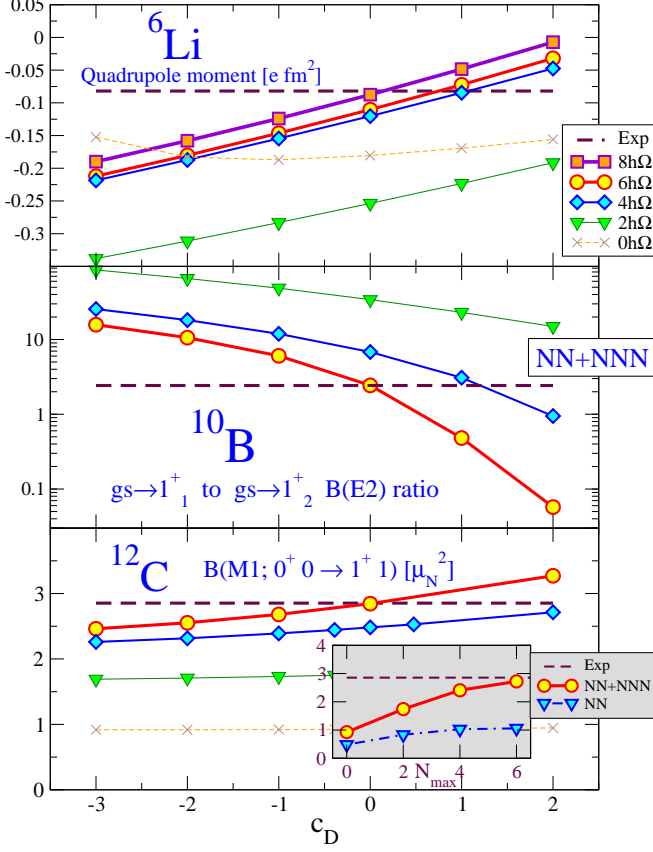 0.05
0
-0.05
-0.1
-0.15
-0.2
-0.25
-0.3
⁶Li
Quadrupole moment [e fm²]
Exp
8hΩ
6hΩ
4hΩ
2hΩ
0hΩ
10
1
0.1
NN+NNN
¹⁰B
gs→1⁺₁ to gs→1⁺₂ B(E2) ratio
¹²C
B(M1; 0⁺ 0 → 1⁺ 1) [μ_N²]
3
2
1
0
4
3
2
1
0
0 2 4 6
N_max
Exp
NN+NNN
NN
-3 -2 -1 0 1 2
c_D